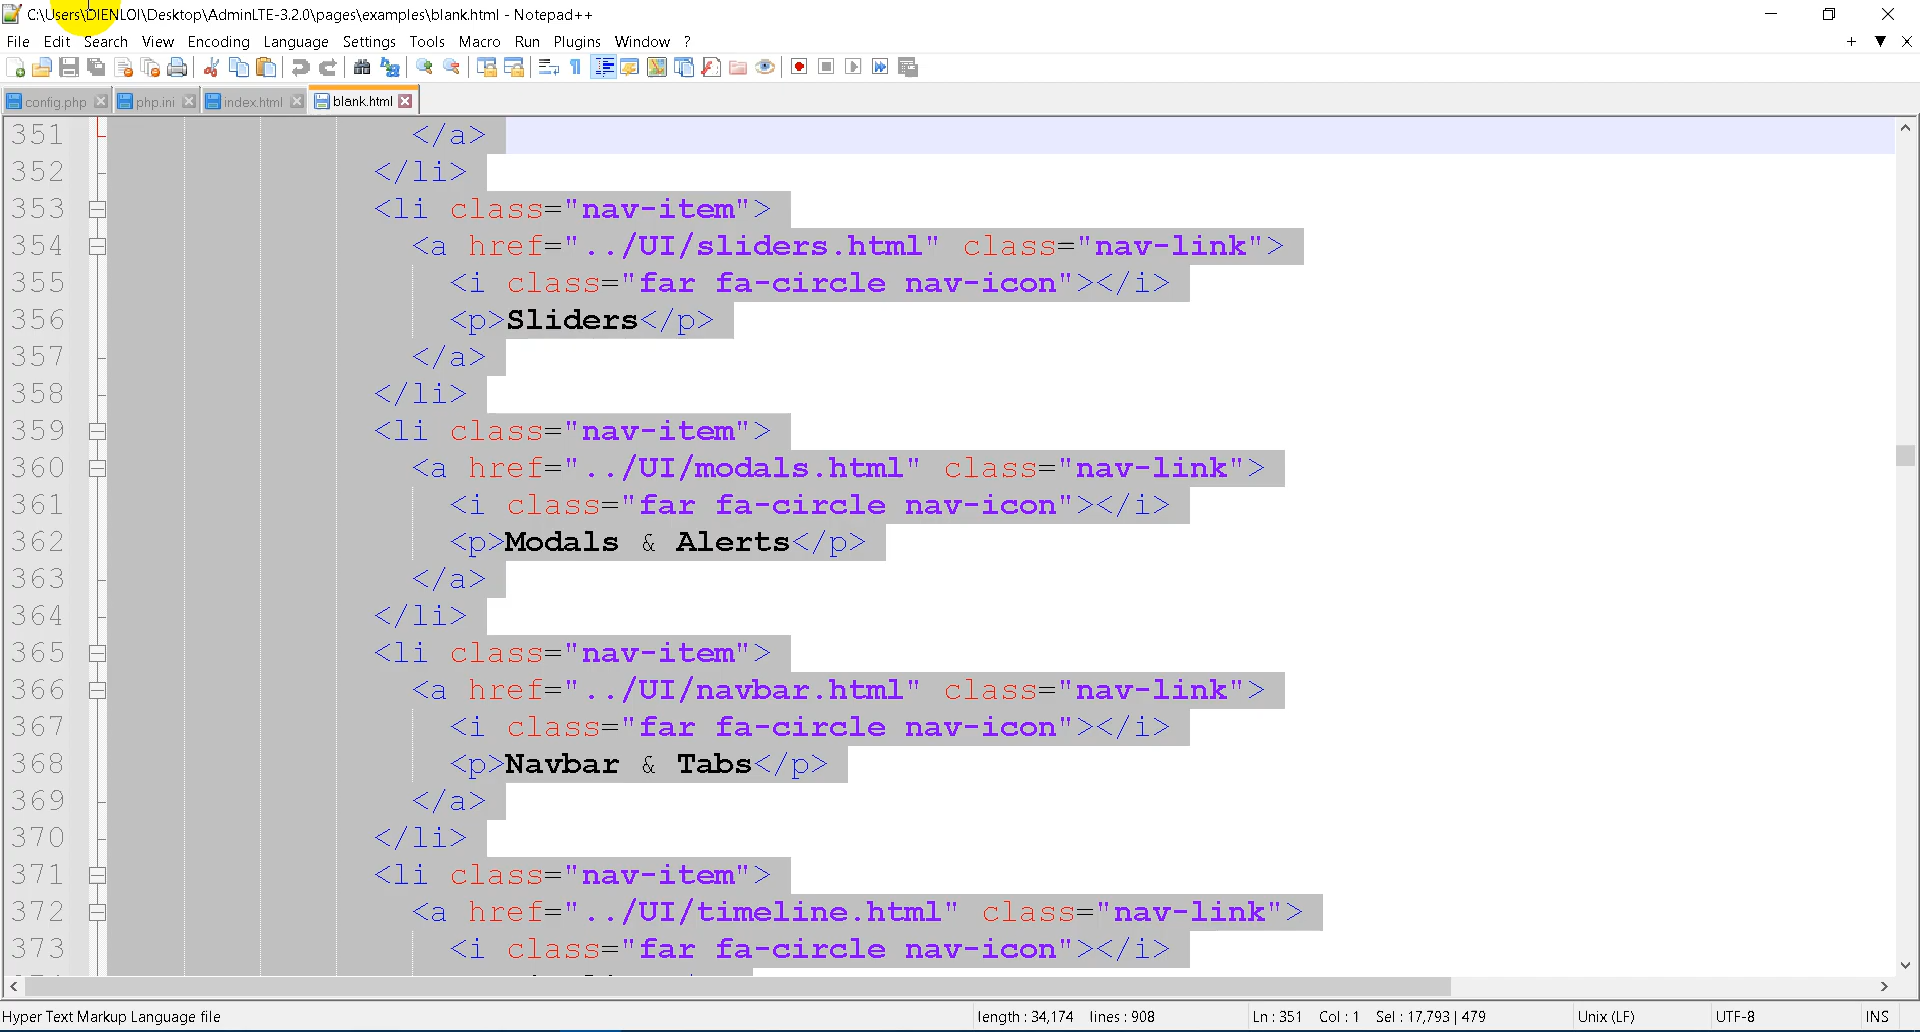 C:\Users\DIENLOI\Desktop\AdminLTE-3.2.0\pages\examples\blank.html - Notepad++
File Edit Search View Encoding Language Settings Tools Macro Run Plugins Window ?
config.php php.ini index.html blank.html
351 </a>
352 </li>
353 <li class="nav-item">
354 <a href="../UI/sliders.html" class="nav-link">
355 <i class="far fa-circle nav-icon"></i>
356 <p>Sliders</p>
357 </a>
358 </li>
359 <li class="nav-item">
360 <a href="../UI/modals.html" class="nav-link">
361 <i class="far fa-circle nav-icon"></i>
362 <p>Modals & Alerts</p>
363 </a>
364 </li>
365 <li class="nav-item">
366 <a href="../UI/navbar.html" class="nav-link">
367 <i class="far fa-circle nav-icon"></i>
368 <p>Navbar & Tabs</p>
369 </a>
370 </li>
371 <li class="nav-item">
372 <a href="../UI/timeline.html" class="nav-link">
373 <i class="far fa-circle nav-icon"></i>
Hyper Text Markup Language file length : 34,174 lines : 908 Ln : 351 Col : 1 Sel : 17,793 | 479 Unix (LF) UTF-8 INS